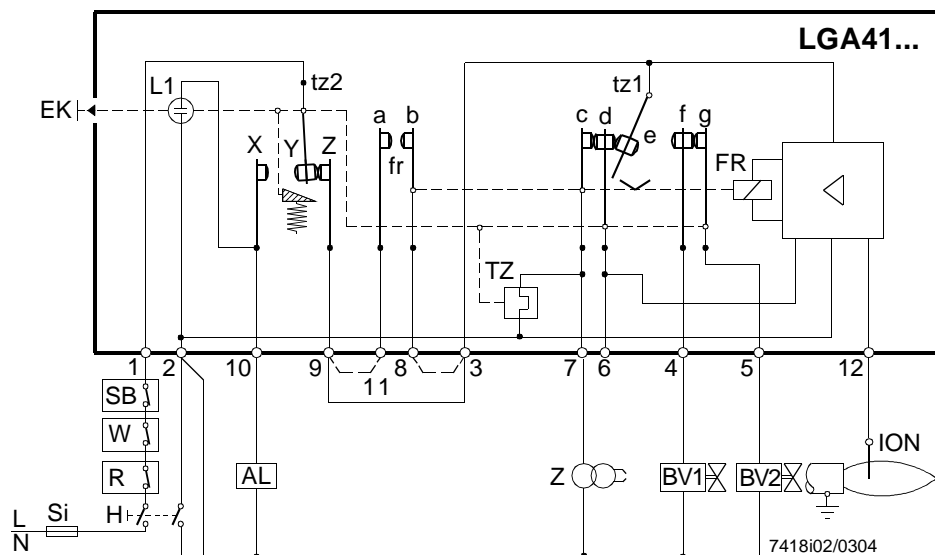 LGA41...
L1
tz2
tz1
EK
a b
c d
e
f g
X Y Z
fr
FR
TZ
1 2 10 9 11 8 3 7 6 4 5 12
SB
W
R
AL
Z
BV1
BV2
ION
L
N
Si
H
7418i02/0304